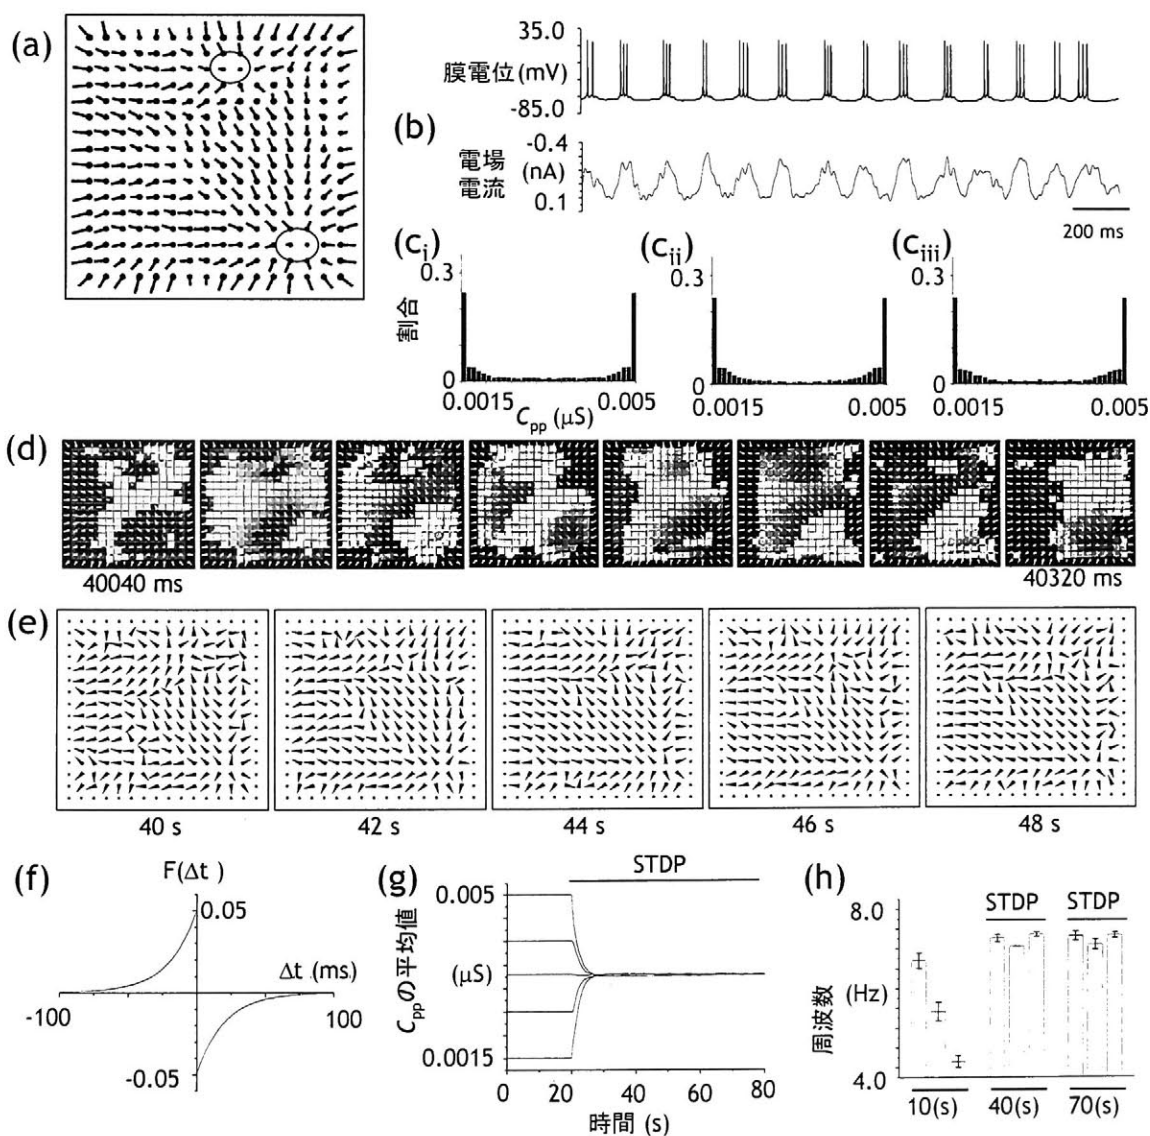 (a)
35.0
膜電位(mV)
-85.0
(b)
-0.4
電場 (nA)
電流
0.1
200 ms
(ci)
0.3
割合
0
0.0015 0.005
Cpp (μS)
(cii)
0.3
0
0.0015 0.005
(ciii)
0.3
0
0.0015 0.005
(d)
40040 ms
40320 ms
(e)
40 s
42 s
44 s
46 s
48 s
(f)
F(Δt)
0.05
Δt (ms.)
-100 100
-0.05
(g)
STDP
0.005
Cppの平均値
(μS)
0.0015
0 20 40 60 80
時間 (s)
(h)
STDP STDP
8.0
周波数 (Hz)
4.0
10(s) 40(s) 70(s)